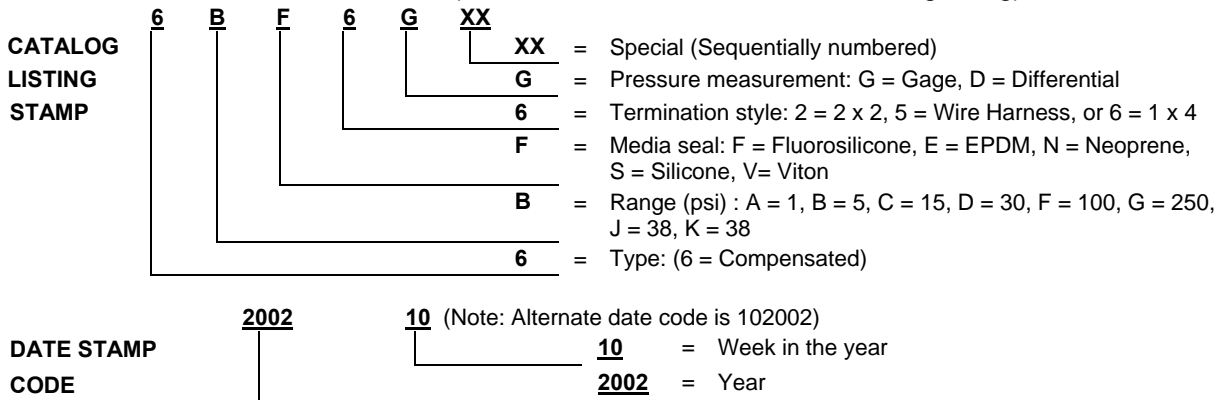 6 B F 6 G XX
CATALOG XX = Special (Sequentially numbered)
LISTING G = Pressure measurement: G = Gage, D = Differential
STAMP 6 = Termination style: 2 = 2 x 2, 5 = Wire Harness, or 6 = 1 x 4
F = Media seal: F = Fluorosilicone, E = EPDM, N = Neoprene,
S = Silicone, V= Viton
B = Range (psi) : A = 1, B = 5, C = 15, D = 30, F = 100, G = 250,
J = 38, K = 38
6 = Type: (6 = Compensated)
2002 10 (Note: Alternate date code is 102002)
DATE STAMP 10 = Week in the year
CODE 2002 = Year